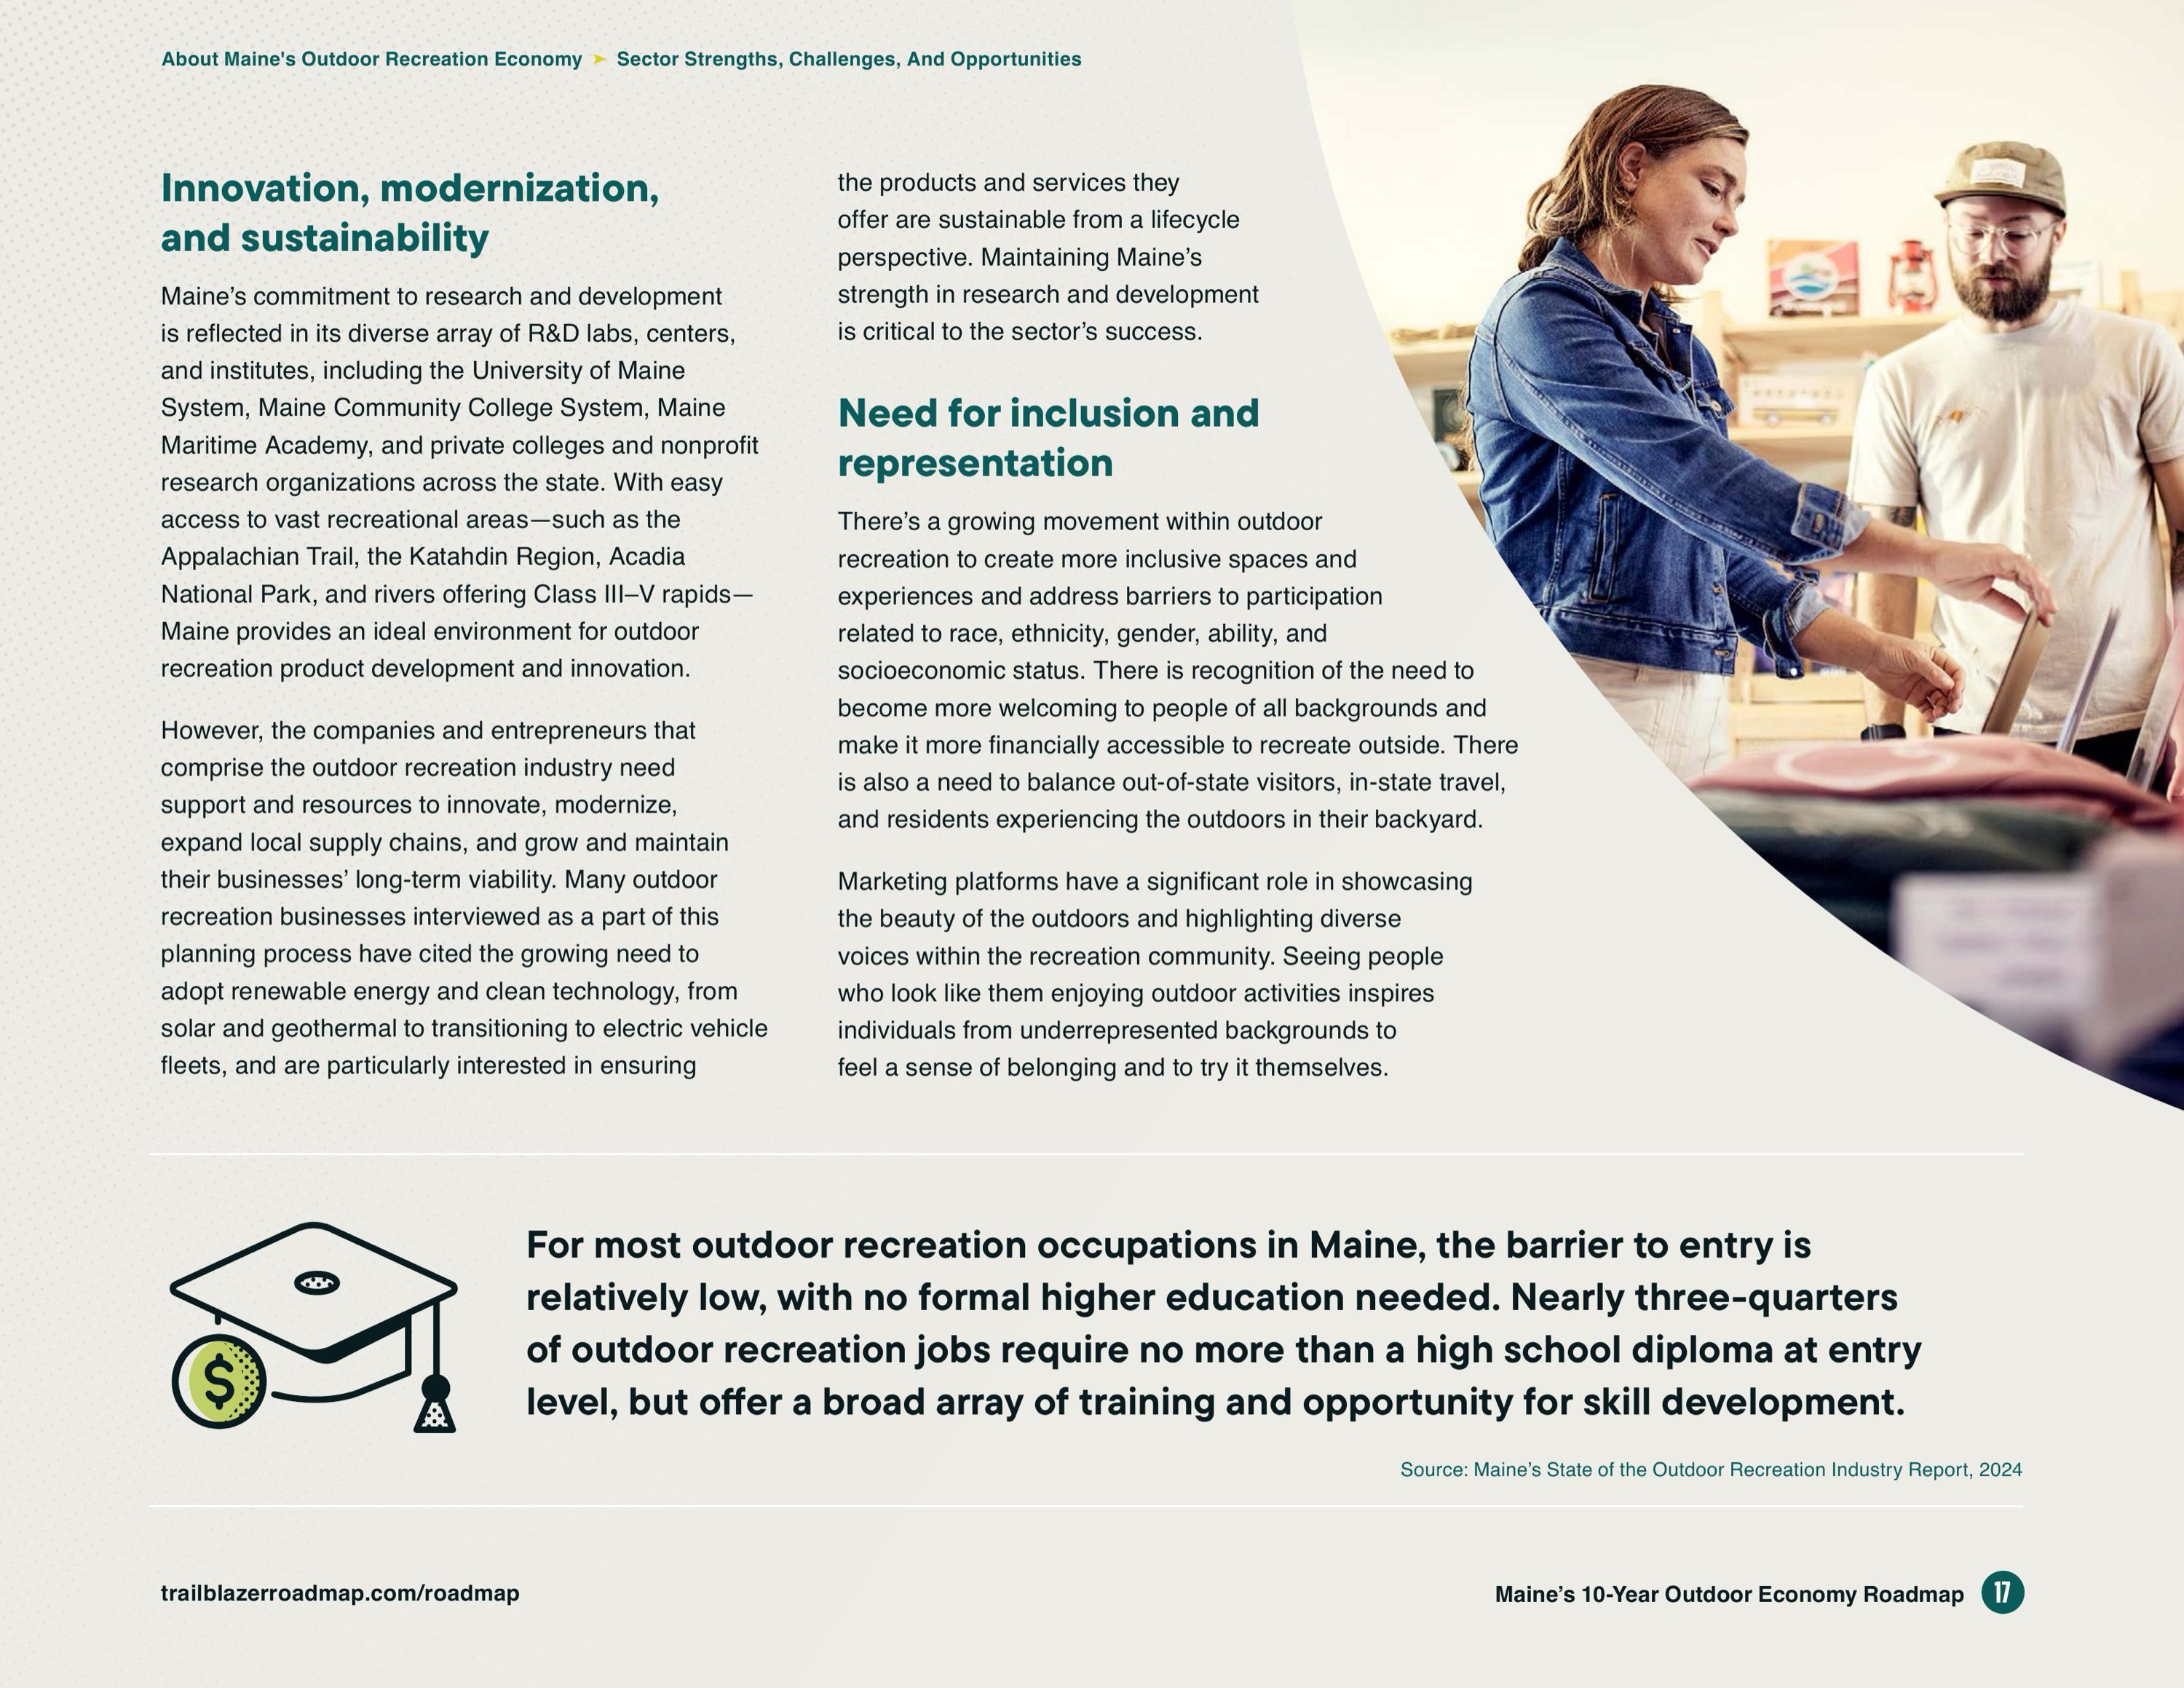 About Maine's Outdoor Recreation Economy ➤ Sector Strengths, Challenges, And Opportunities
Innovation, modernization,
and sustainability
Maine’s commitment to research and development
is reflected in its diverse array of R&D labs, centers,
and institutes, including the University of Maine
System, Maine Community College System, Maine
Maritime Academy, and private colleges and nonprofit
research organizations across the state. With easy
access to vast recreational areas—such as the
Appalachian Trail, the Katahdin Region, Acadia
National Park, and rivers offering Class III–V rapids—
Maine provides an ideal environment for outdoor
recreation product development and innovation.
However, the companies and entrepreneurs that
comprise the outdoor recreation industry need
support and resources to innovate, modernize,
expand local supply chains, and grow and maintain
their businesses’ long-term viability. Many outdoor
recreation businesses interviewed as a part of this
planning process have cited the growing need to
adopt renewable energy and clean technology, from
solar and geothermal to transitioning to electric vehicle
fleets, and are particularly interested in ensuring
the products and services they
offer are sustainable from a lifecycle
perspective. Maintaining Maine’s
strength in research and development
is critical to the sector’s success.
Need for inclusion and
representation
There’s a growing movement within outdoor
recreation to create more inclusive spaces and
experiences and address barriers to participation
related to race, ethnicity, gender, ability, and
socioeconomic status. There is recognition of the need to
become more welcoming to people of all backgrounds and
make it more financially accessible to recreate outside. There
is also a need to balance out-of-state visitors, in-state travel,
and residents experiencing the outdoors in their backyard.
Marketing platforms have a significant role in showcasing
the beauty of the outdoors and highlighting diverse
voices within the recreation community. Seeing people
who look like them enjoying outdoor activities inspires
individuals from underrepresented backgrounds to
feel a sense of belonging and to try it themselves.
$
For most outdoor recreation occupations in Maine, the barrier to entry is
relatively low, with no formal higher education needed. Nearly three-quarters
of outdoor recreation jobs require no more than a high school diploma at entry
level, but offer a broad array of training and opportunity for skill development.
Source: Maine’s State of the Outdoor Recreation Industry Report, 2024
trailblazerroadmap.com/roadmap
Maine’s 10-Year Outdoor Economy Roadmap 17